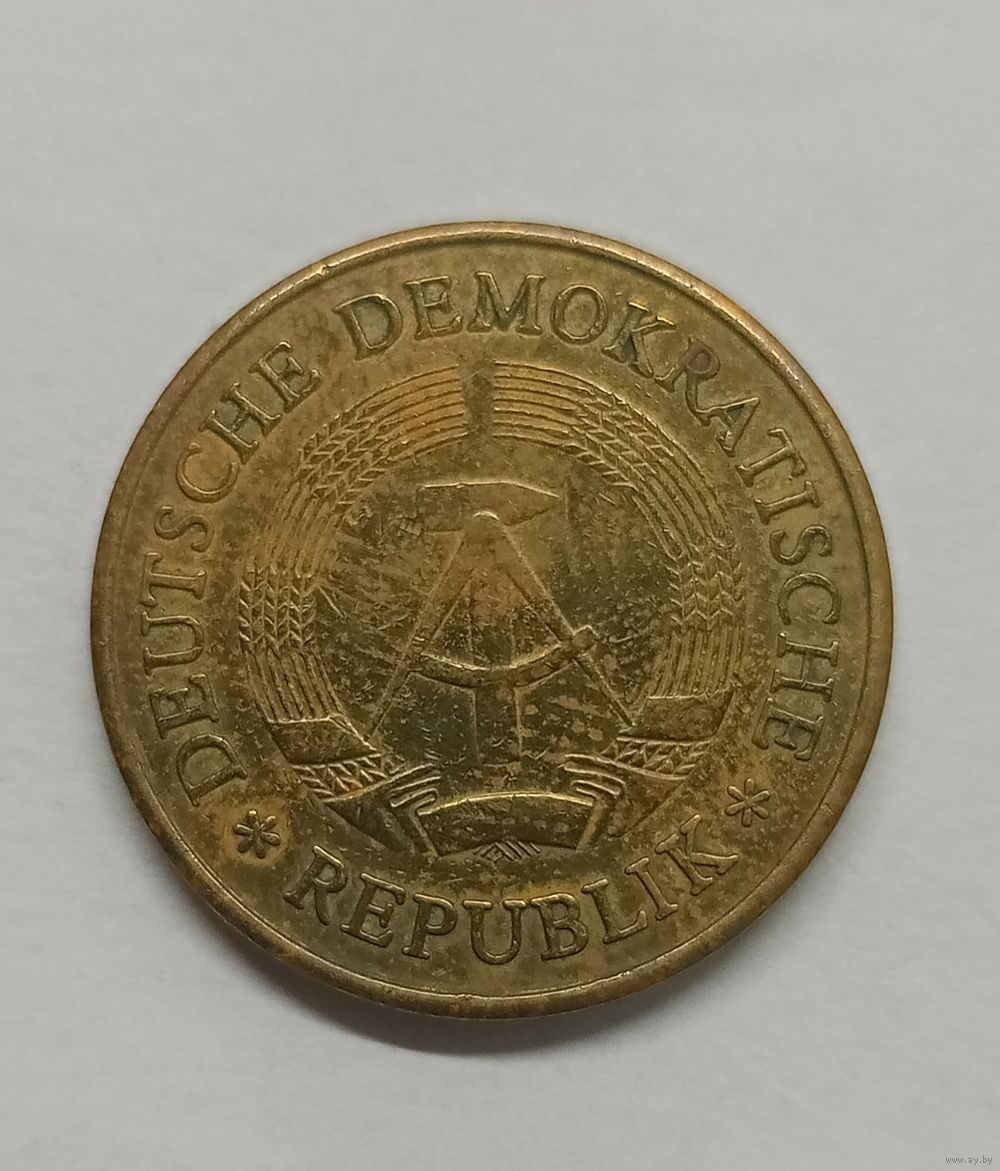 DEUTSCHE DEMOKRATISCHE
* REPUBLIK *
www.ay.by